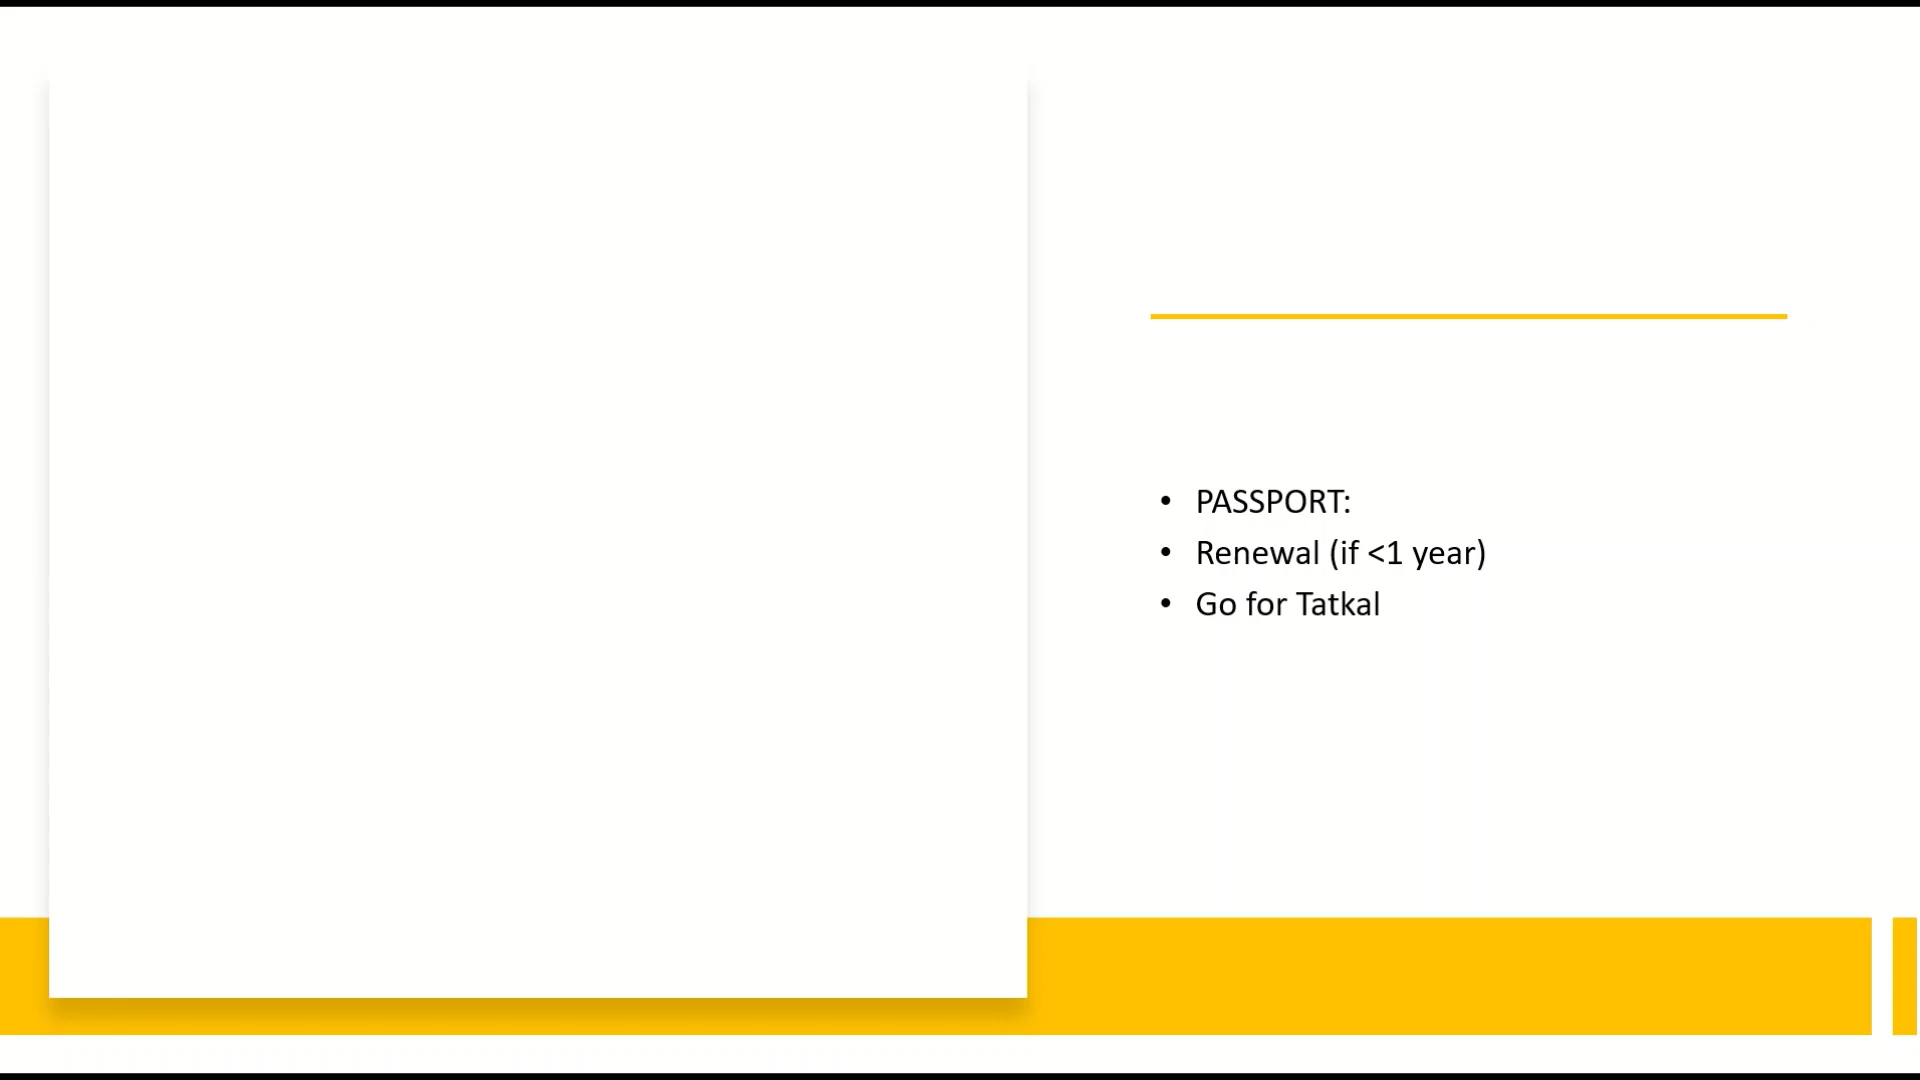 • PASSPORT:
• Renewal (if <1 year)
• Go for Tatkal